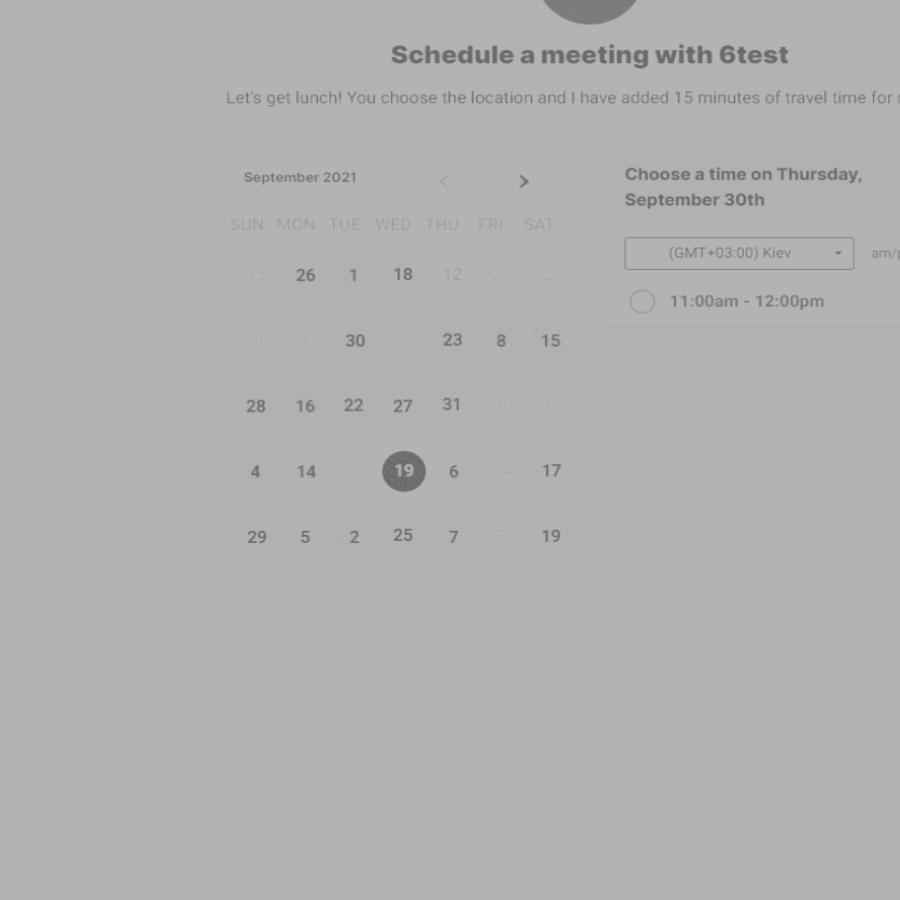 Schedule a meeting with 6test
Let's get lunch! You choose the location and I have added 15 minutes of travel time for
September 2021
SUN MON TUE WED THU FRI SAT
15 26 1 18 12 29 27
6 30 30 20 23 8 15
28 16 22 27 31 30 11
4 14 1 19 6 24 17
29 5 2 25 7 7 19
Choose a time on Thursday,
September 30th
(GMT+03:00) Kiev am/
11:00am - 12:00pm